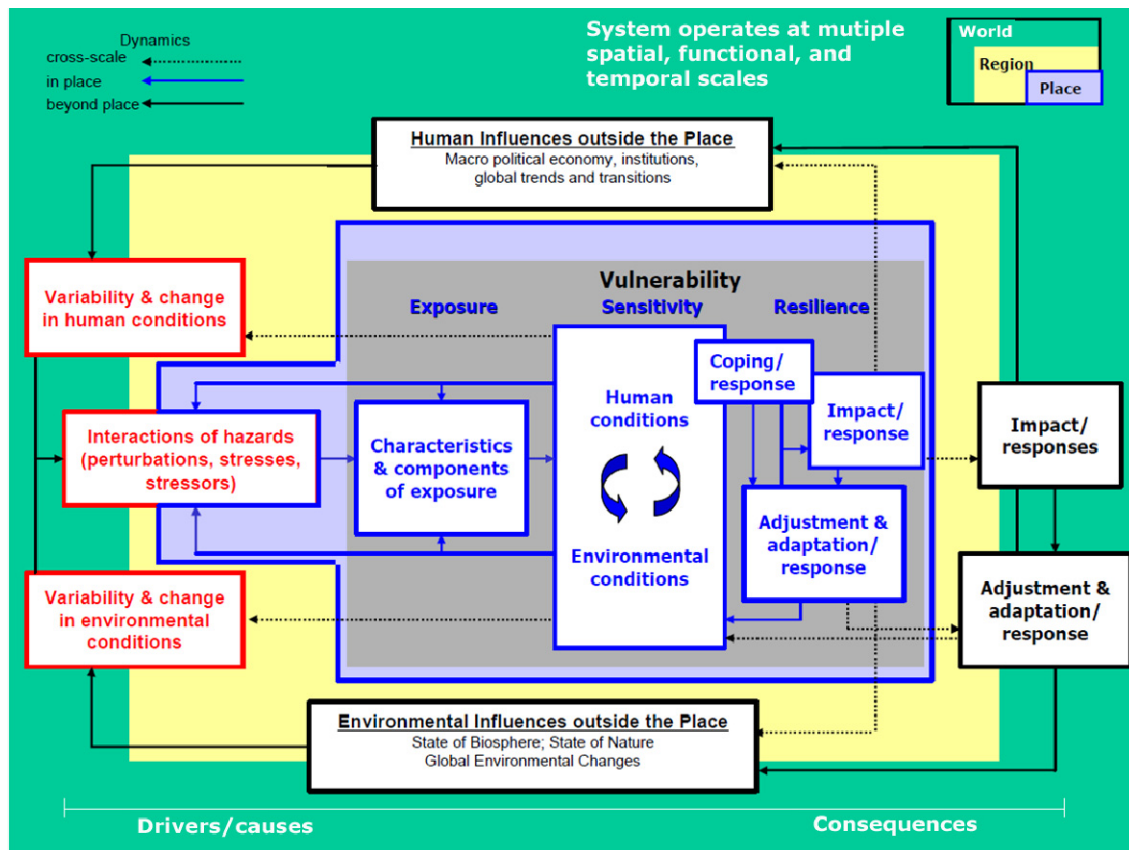 Dynamics
cross-scale
in place
beyond place
System operates at mutiple
spatial, functional, and
temporal scales
World
Region
Place
Human Influences outside the Place
Macro political economy, institutions,
global trends and transitions
Variability & change
in human conditions
Vulnerability
Exposure
Sensitivity
Resilience
Coping/
response
Human
conditions
Impact/
response
Impact/
responses
Interactions of hazards
(perturbations, stresses,
stressors)
Characteristics
& components
of exposure
Adjustment &
adaptation/
response
Environmental
conditions
Variability & change
in environmental
conditions
Adjustment &
adaptation/
response
Environmental Influences outside the Place
State of Biosphere; State of Nature
Global Environmental Changes
Drivers/causes
Consequences